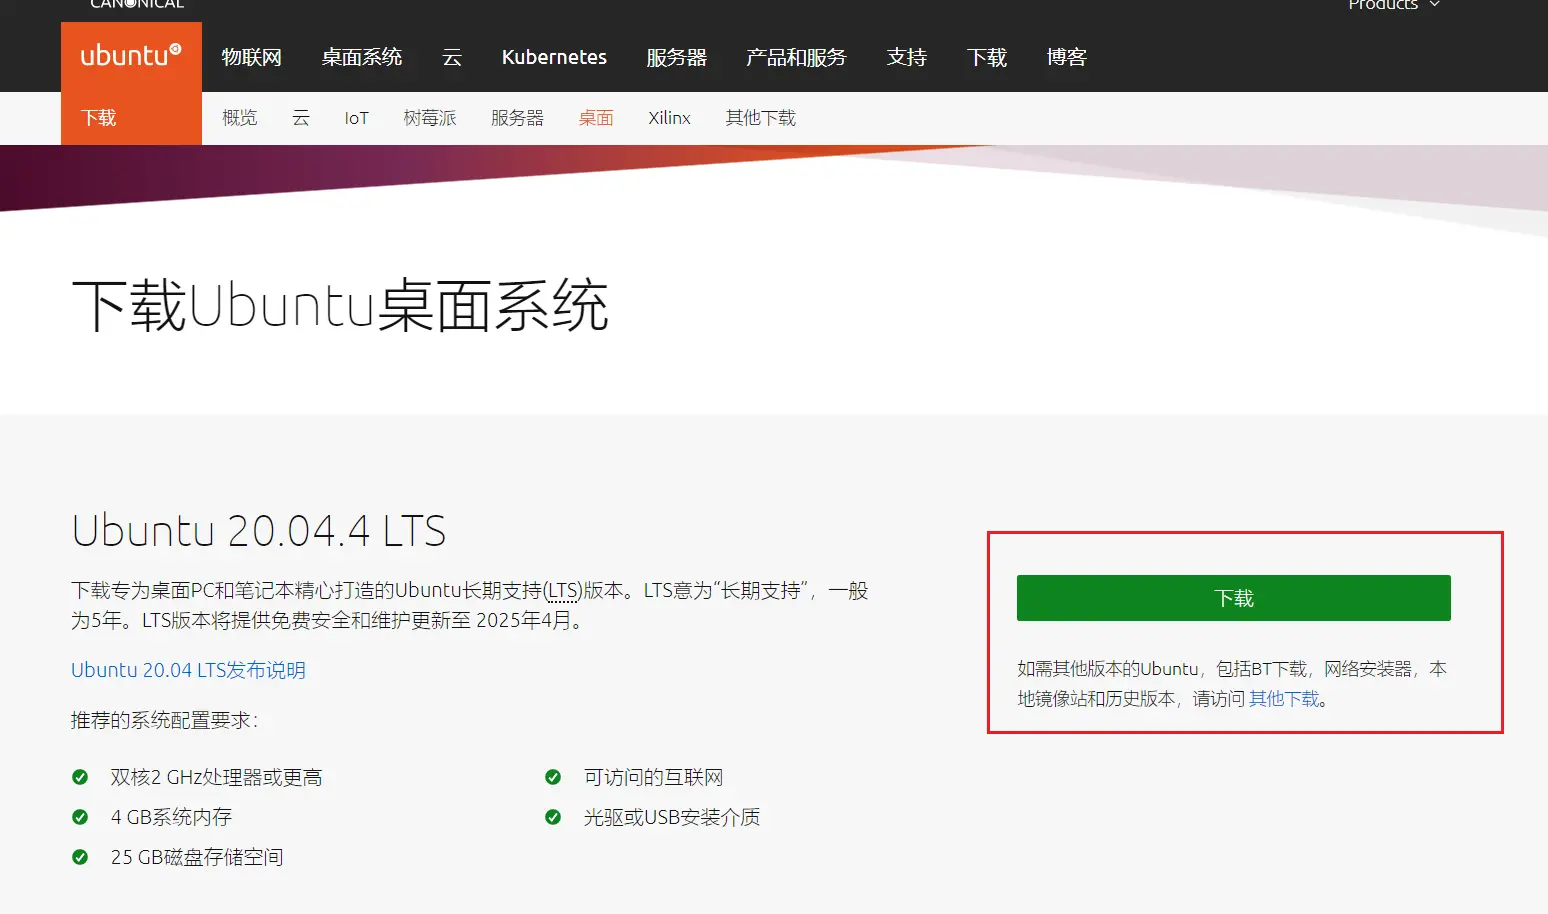 CANONICAL
Products
ubuntu
物联网 桌面系统 云 Kubernetes 服务器 产品和服务 支持 下载 博客
下载 概览 云 IoT 树莓派 服务器 桌面 Xilinx 其他下载
下载Ubuntu桌面系统
Ubuntu 20.04.4 LTS
下载专为桌面PC和笔记本精心打造的Ubuntu长期支持(LTS)版本。LTS意为“长期支持”，一般
为5年。LTS版本将提供免费安全和维护更新至 2025年4月。
Ubuntu 20.04 LTS发布说明
推荐的系统配置要求：
双核2 GHz处理器或更高
4 GB系统内存
25 GB磁盘存储空间
可访问的互联网
光驱或USB安装介质
下载
如需其他版本的Ubuntu，包括BT下载，网络安装器，本
地镜像站和历史版本，请访问 其他下载。